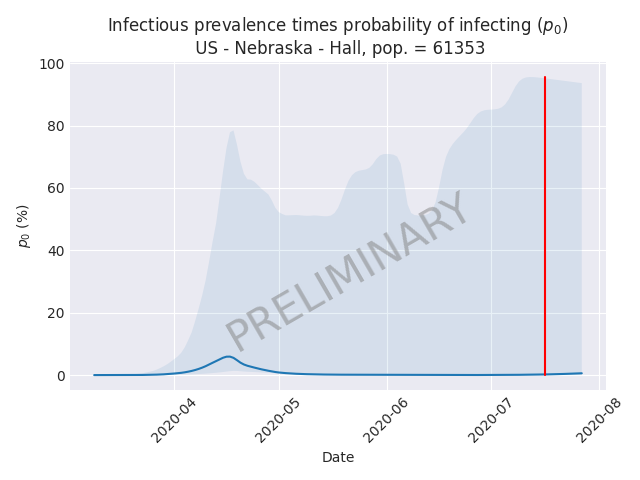 Infectious prevalence times probability of infecting (p₀)
US - Nebraska - Hall, pop. = 61353
100
80
60
40
20
0
p₀ (%)
PRELIMINARY
2020-04
2020-05
2020-06
2020-07
2020-08
Date